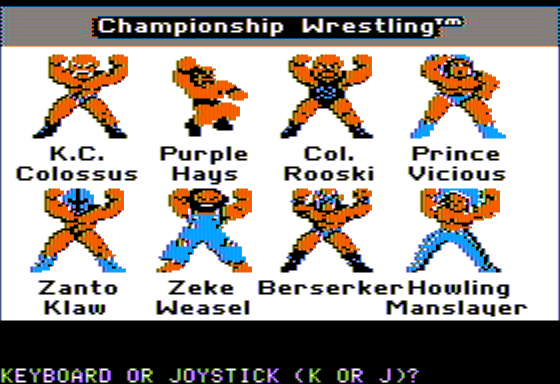 Championship Wrestling™
K.C. Colossus
Purple Hays
Col. Rooski
Prince Vicious
Zanto Klaw
Zeke Weasel
Berserker
Howling Manslayer
KEYBOARD OR JOYSTICK (K OR J)?